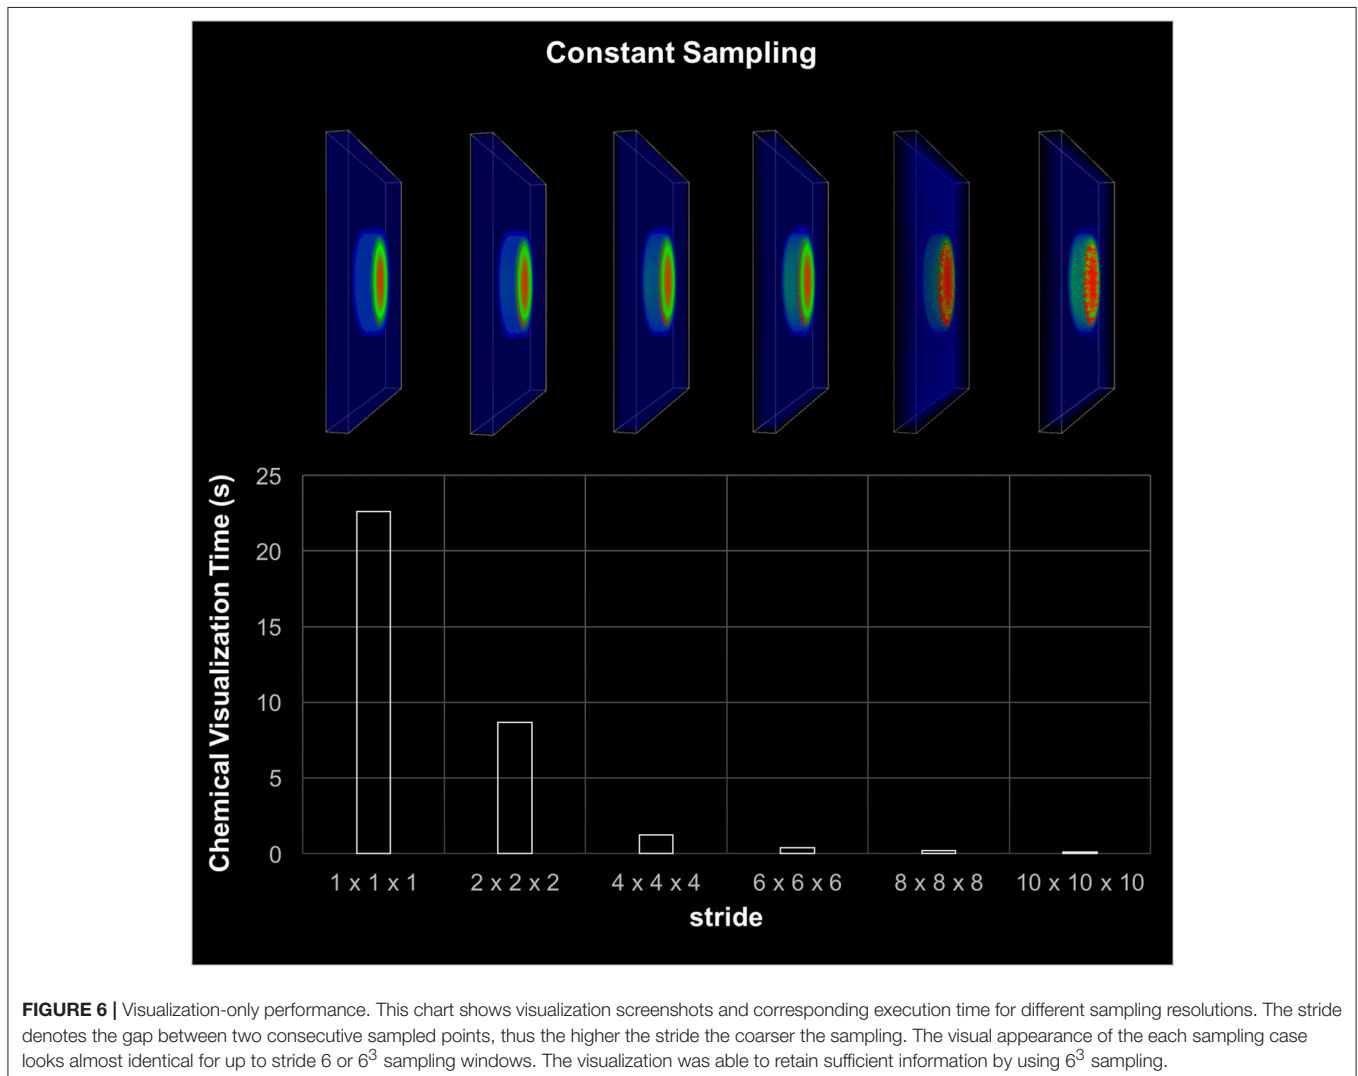 Constant Sampling
Chemical Visualization Time (s)
25
20
15
10
5
0
1 x 1 x 1
2 x 2 x 2
4 x 4 x 4
6 x 6 x 6
8 x 8 x 8
10 x 10 x 10
stride
FIGURE 6 | Visualization-only performance. This chart shows visualization screenshots and corresponding execution time for different sampling resolutions. The stride
denotes the gap between two consecutive sampled points, thus the higher the stride the coarser the sampling. The visual appearance of the each sampling case
looks almost identical for up to stride 6 or 6³ sampling windows. The visualization was able to retain sufficient information by using 6³ sampling.